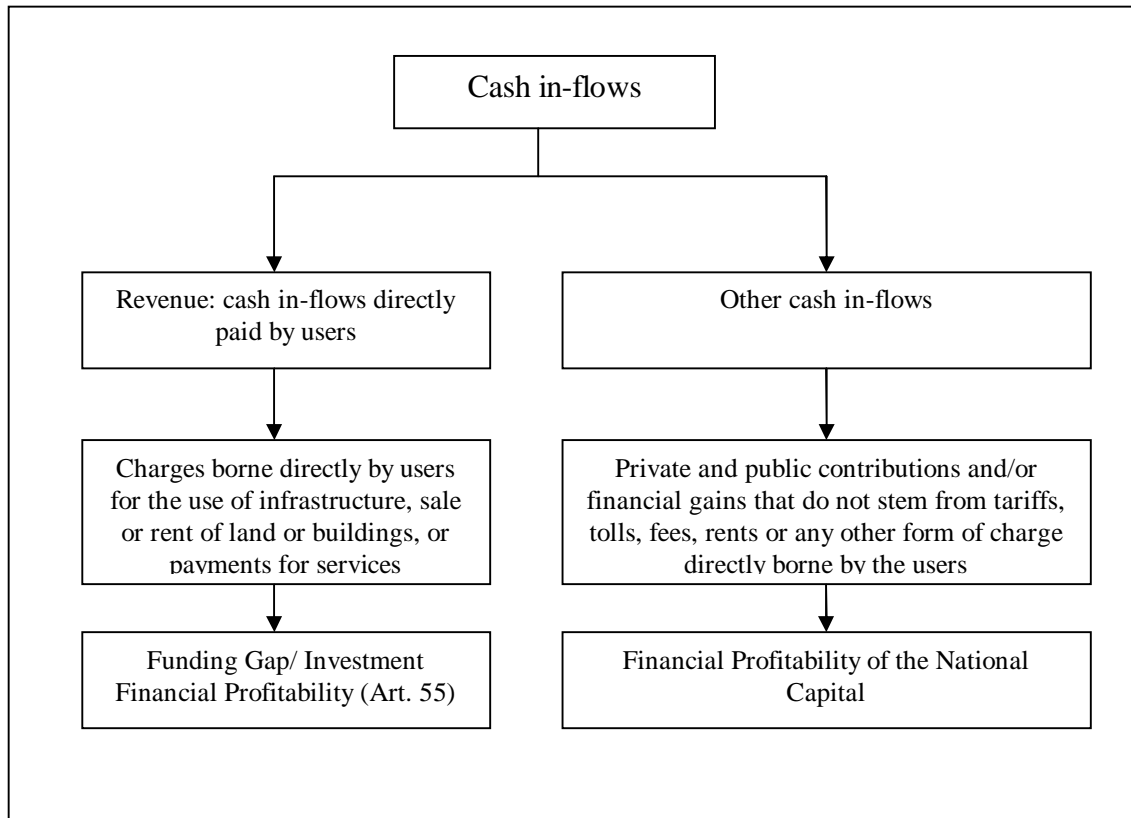 Cash in-flows
Revenue: cash in-flows directly
paid by users
Other cash in-flows
Charges borne directly by users
for the use of infrastructure, sale
or rent of land or buildings, or
payments for services
Private and public contributions and/or
financial gains that do not stem from tariffs,
tolls, fees, rents or any other form of charge
directly borne by the users
Funding Gap/ Investment
Financial Profitability (Art. 55)
Financial Profitability of the National
Capital